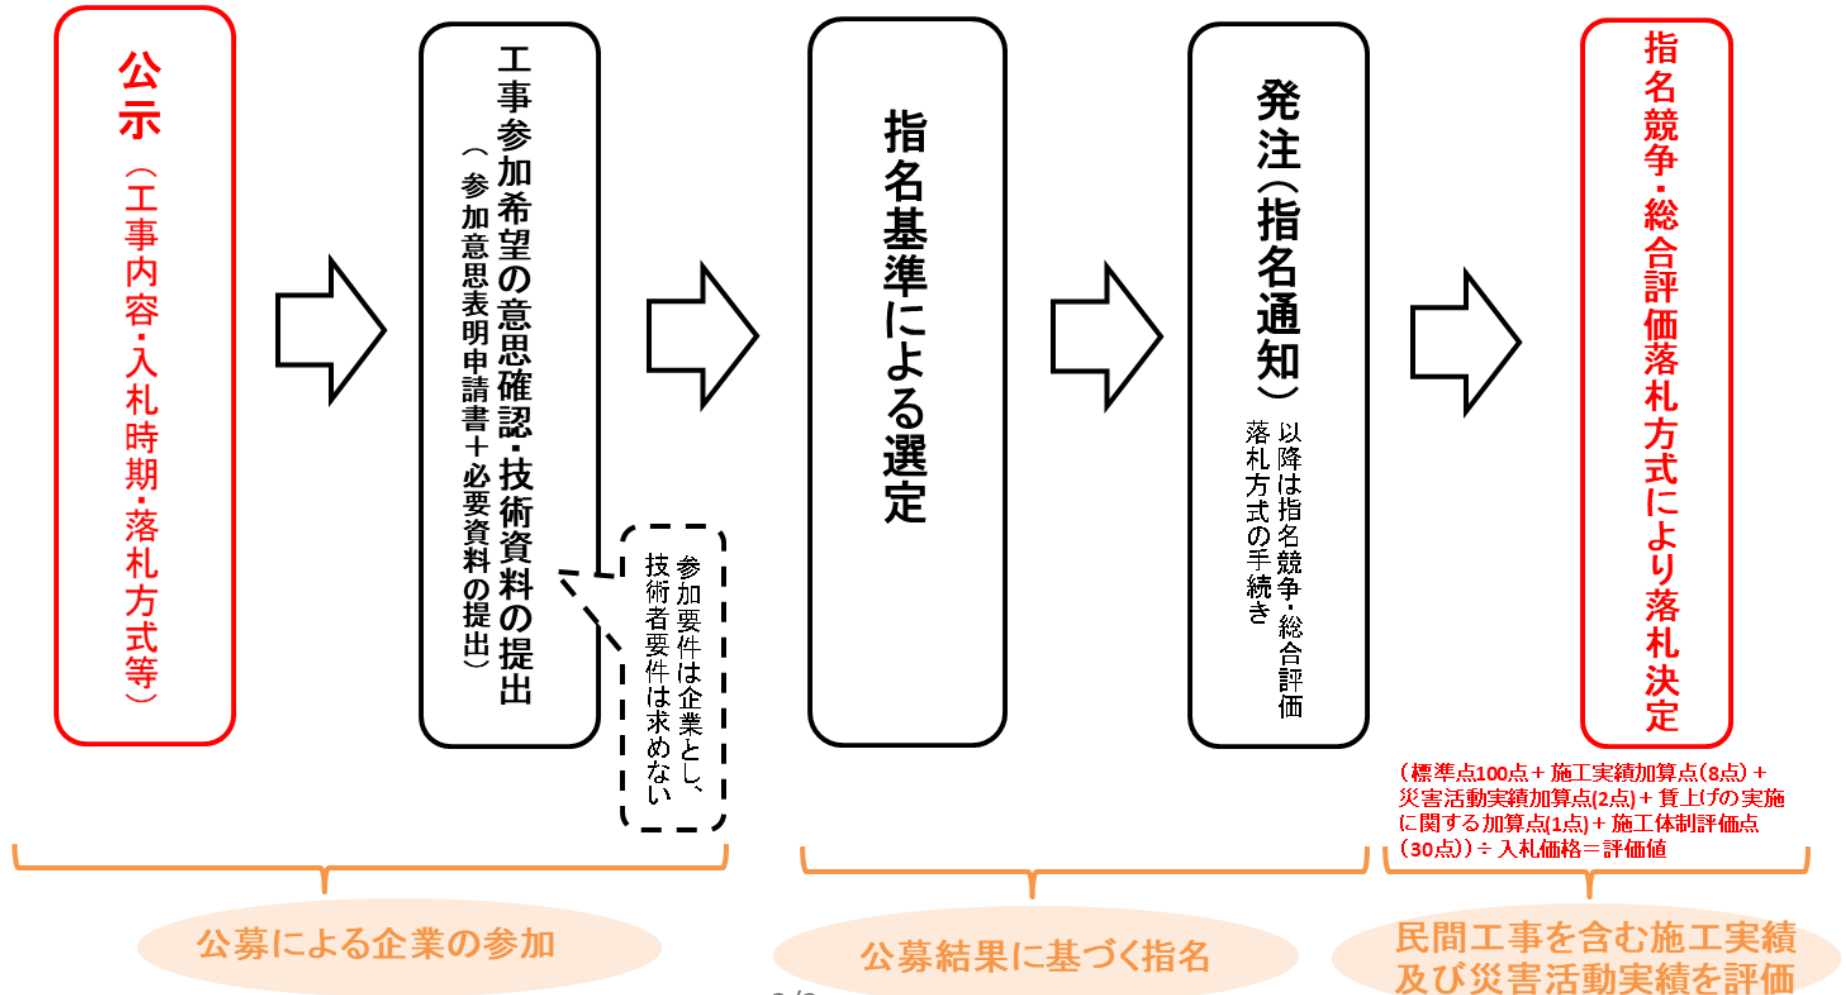 公示（工事内容・入札時期・落札方式等）
工事参加希望の意思確認・技術資料の提出
（参加意思表明申請書＋必要資料の提出）
参加要件は企業とし、
技術者要件は求めない
指名基準による選定
発注（指名通知）
以降は指名競争・総合評価
落札方式の手続き
指名競争・総合評価落札方式により落札決定
（標準点100点＋施工実績加算点（8点）＋
災害活動実績加算点(2点)＋賃上げの実施
に関する加算点(1点)＋施工体制評価点
（30点））÷入札価格＝評価値
公募による企業の参加
公募結果に基づく指名
民間工事を含む施工実績
及び災害活動実績を評価